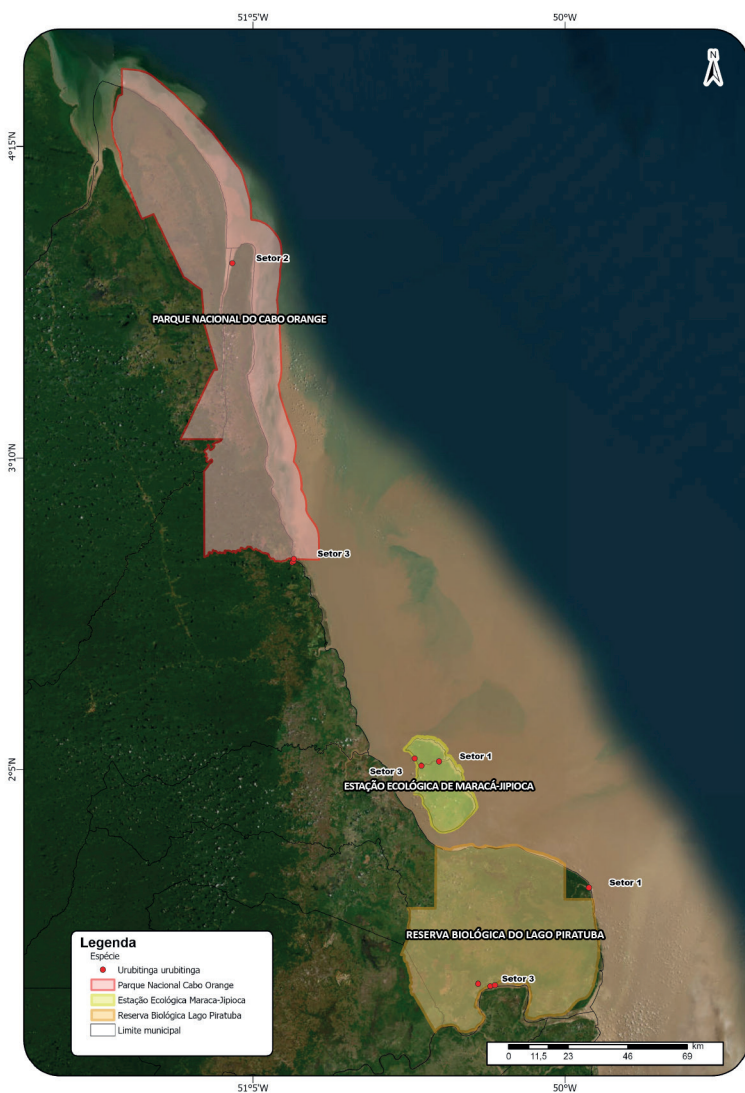 51°5'W
50°W
N
4°15'N
Setor 2
PARQUE NACIONAL DO CABO ORANGE
3°10'N
Setor 3
2°5'N
Setor 1
Setor 3
ESTAÇÃO ECOLÓGICA DE MARACÁ-JIPIOCA
Setor 1
RESERVA BIOLÓGICA DO LAGO PIRATUBA
Setor 3
Legenda
Espécie
Urubitinga urubitinga
Parque Nacional Cabo Orange
Estação Ecológica Maraca-Jipioca
Reserva Biológica Lago Piratuba
Limite municipal
km
0 11,5 23 46 69
51°5'W
50°W